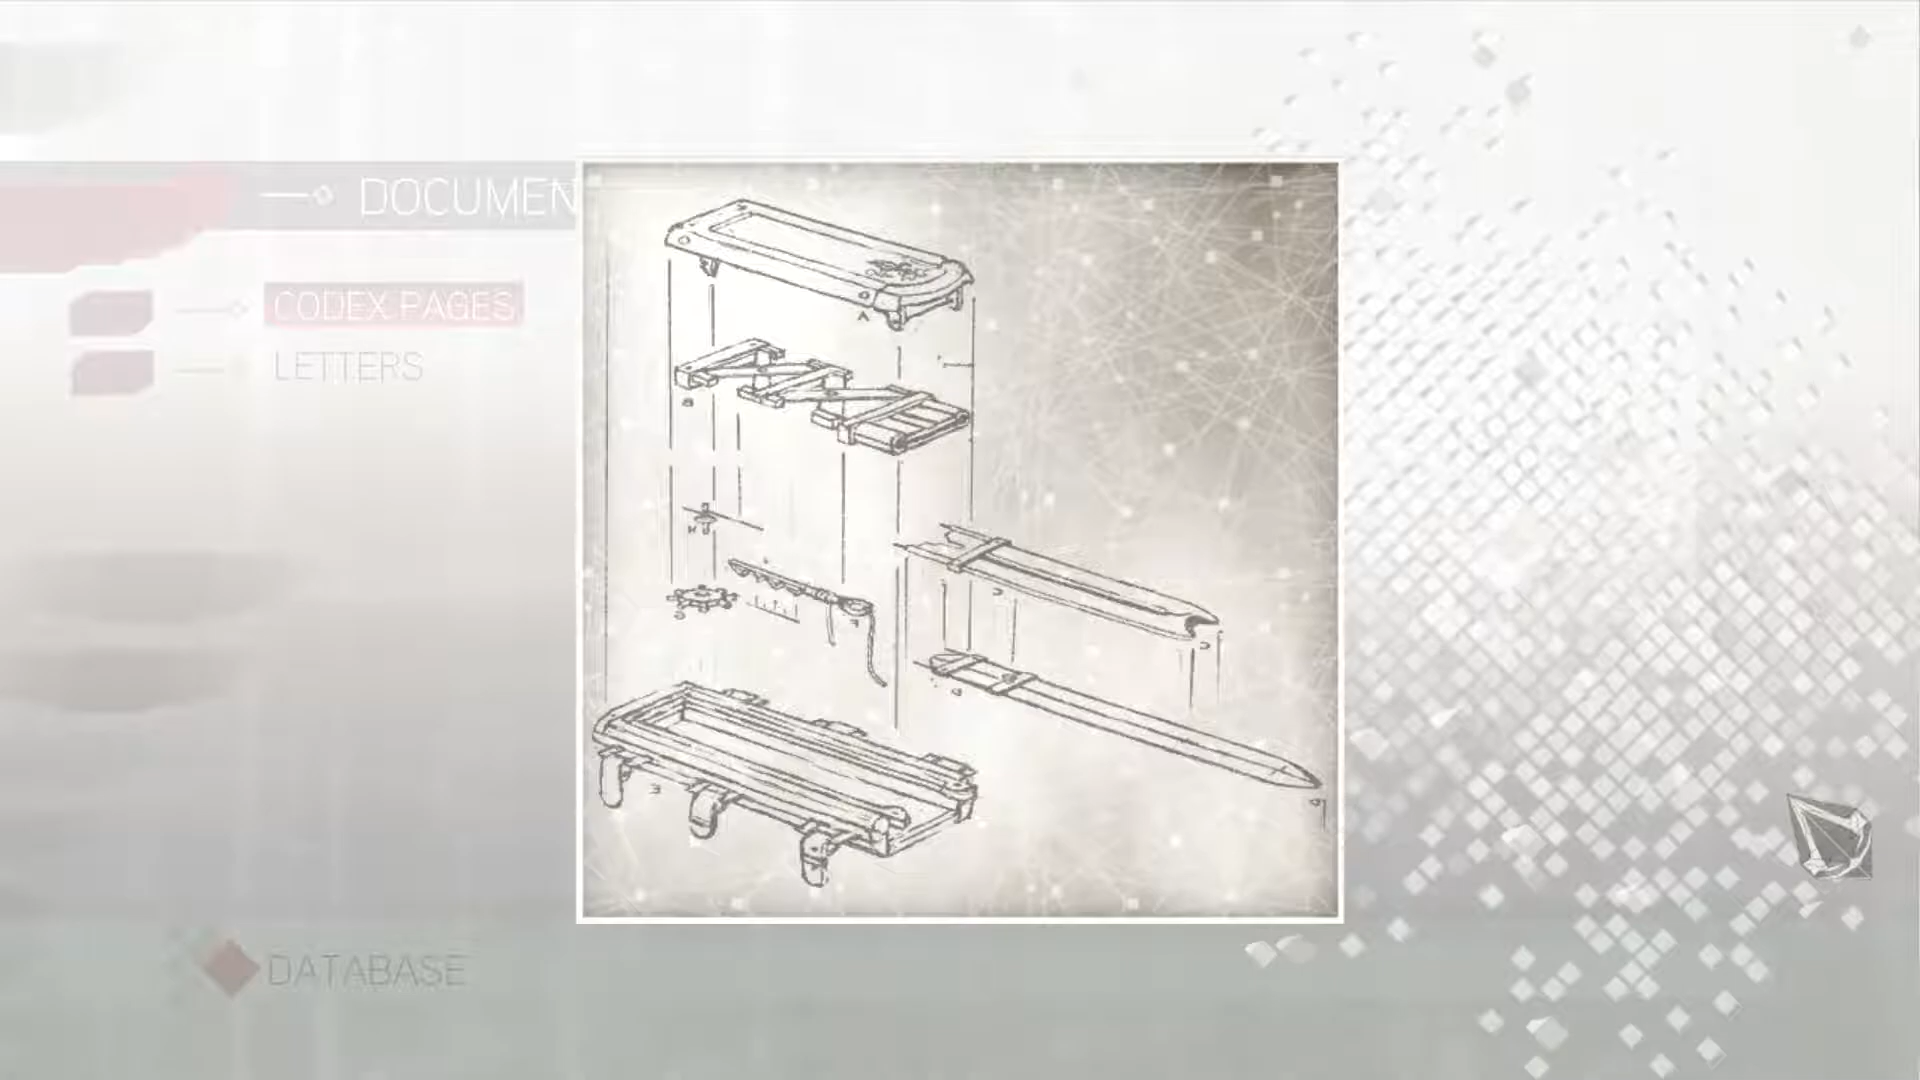 DOCUMEN
CODEX PAGES
LETTERS
A
DATABASE